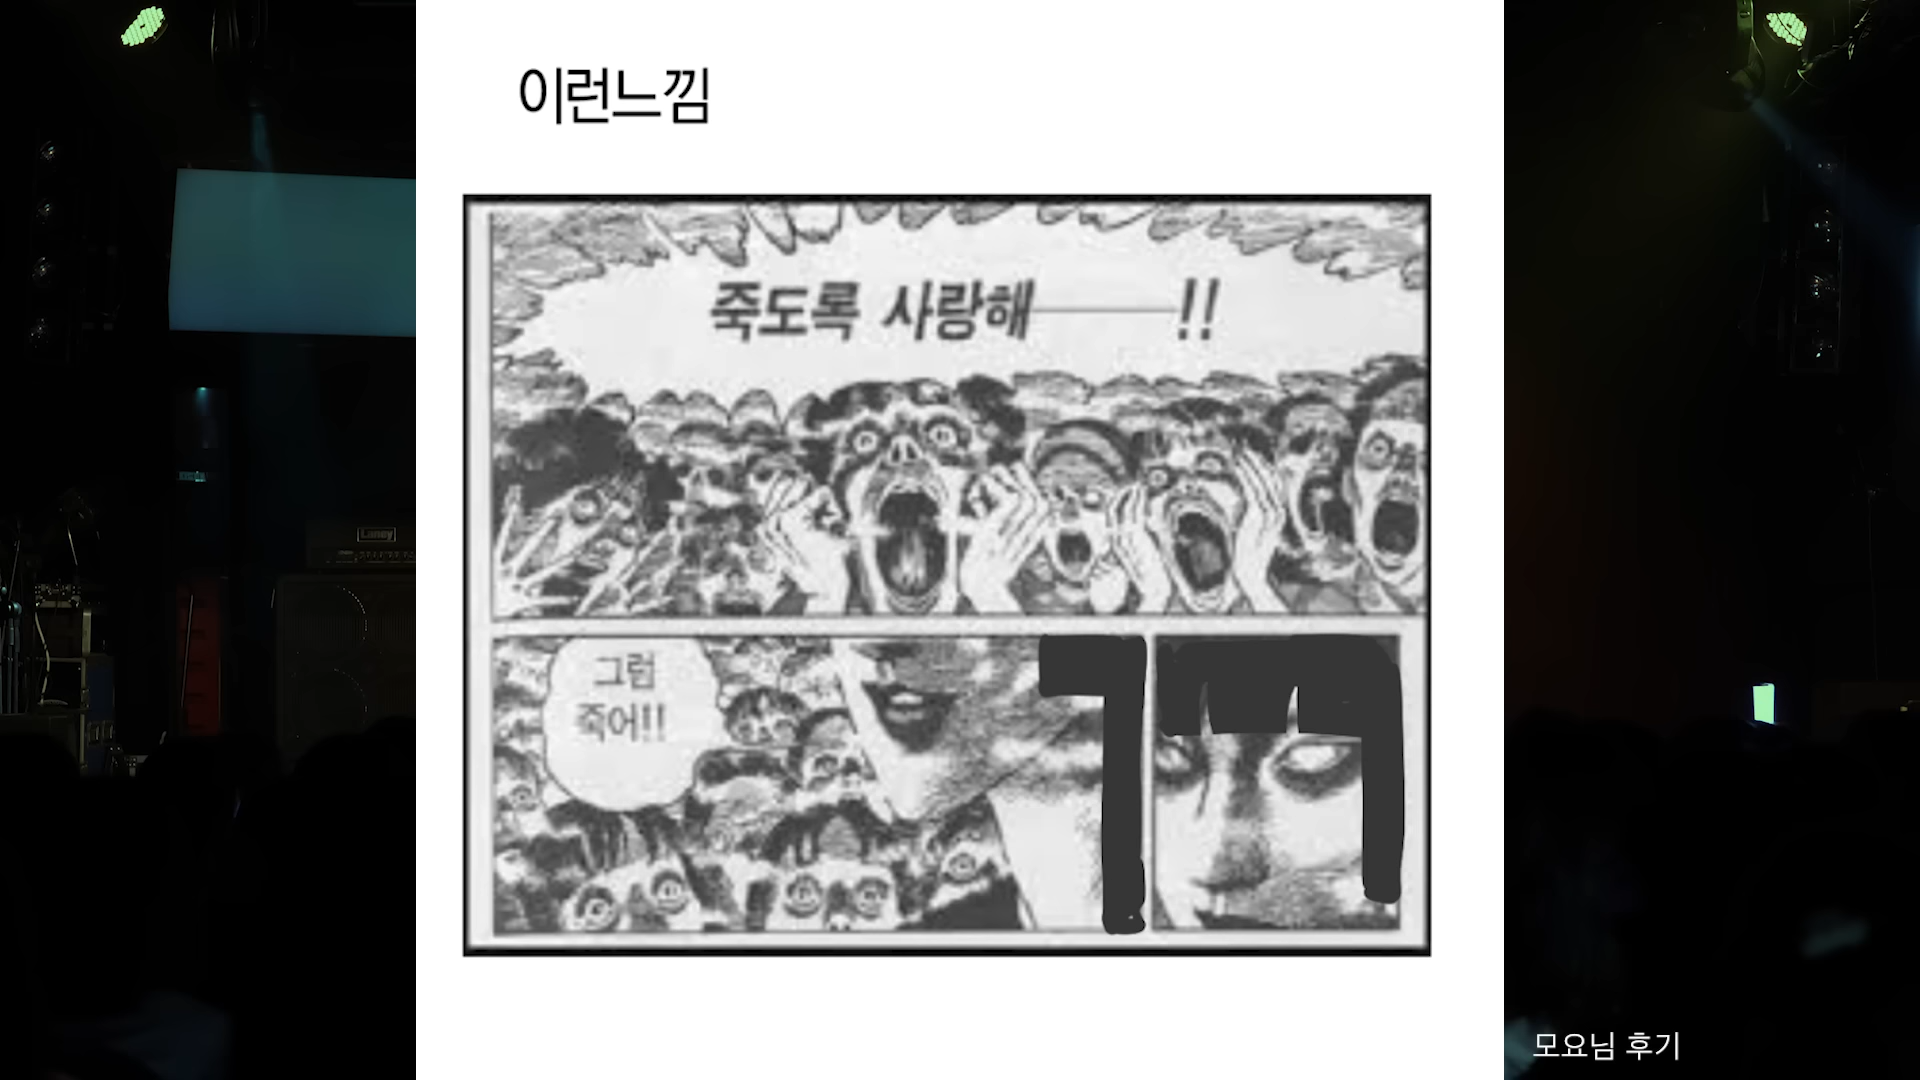 이런느낌
죽도록 사랑해――!!
그럼
죽어!!
Laney
모요님 후기